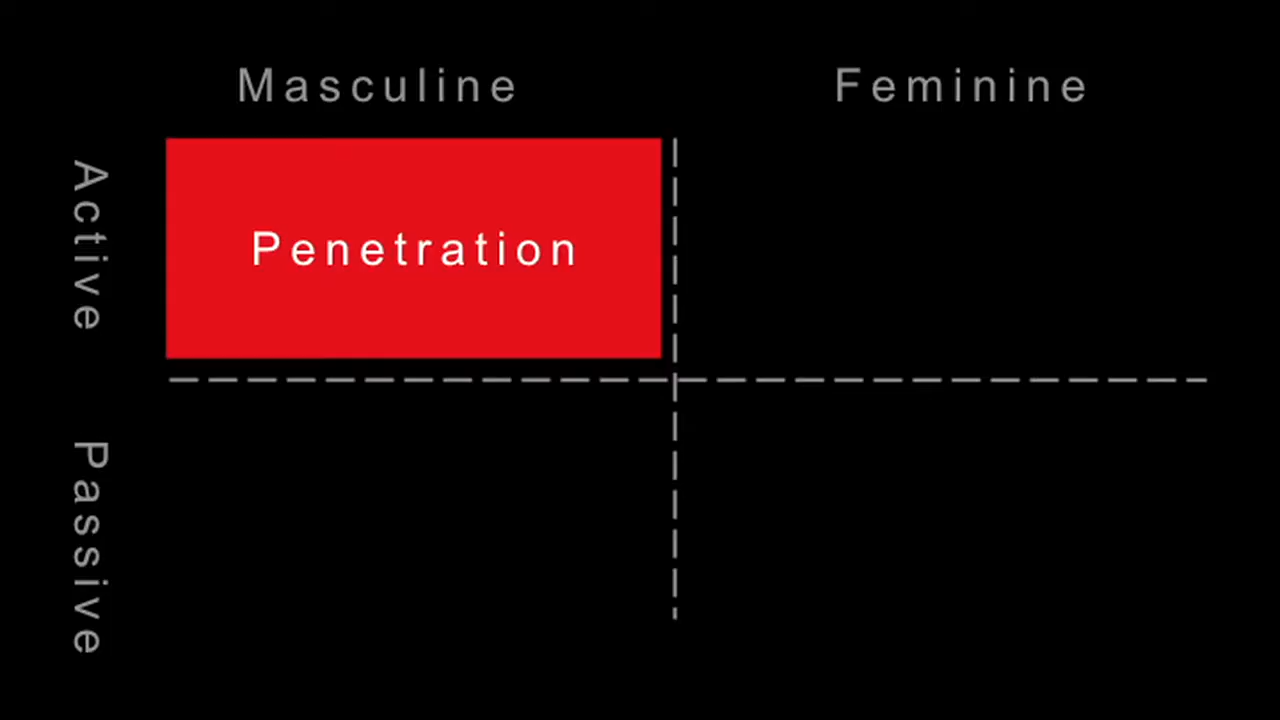 Masculine
Feminine
Active
Penetration
Passive